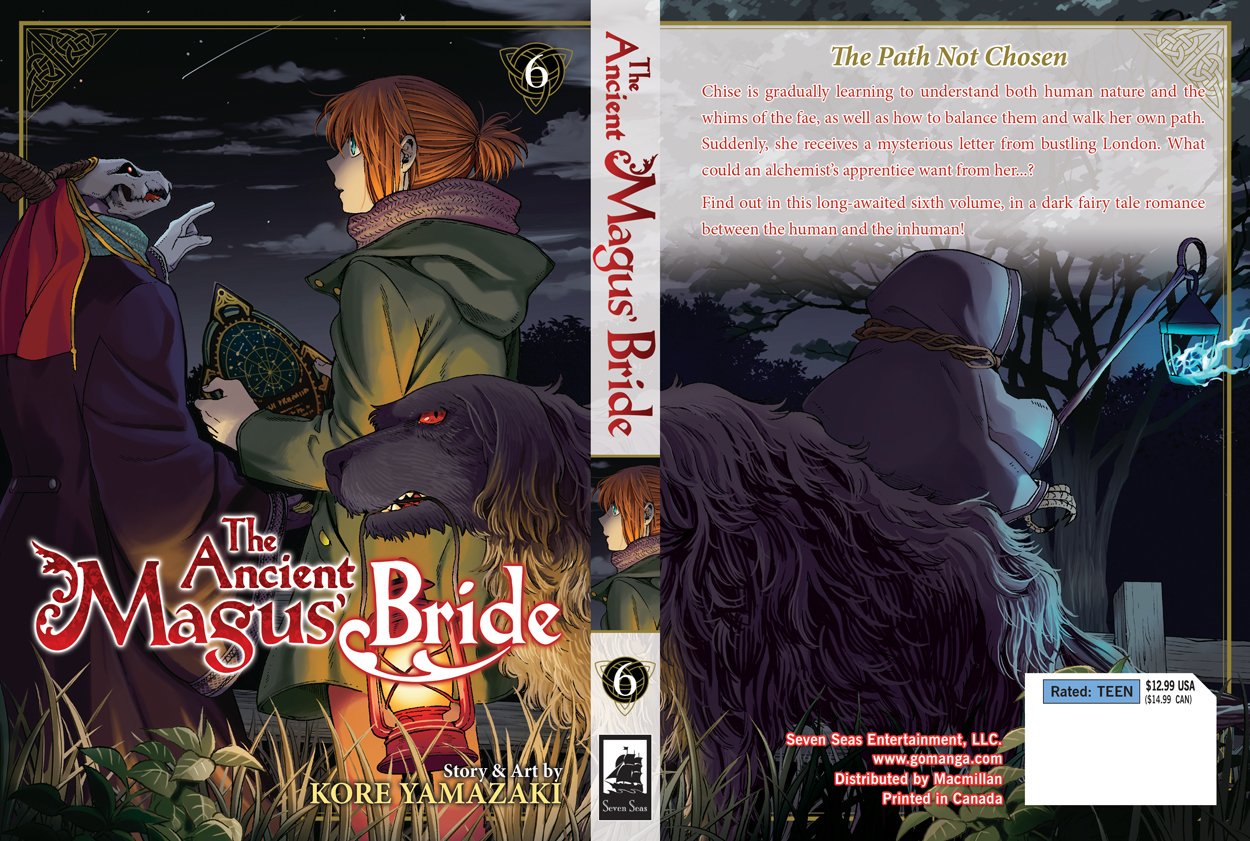 6
The
Ancient
Magus'
Bride
Story & Art by
KORE YAMAZAKI
The
Ancient
Magus' Bride
6
Seven Seas
The Path Not Chosen
Chise is gradually learning to understand both human nature and the
whims of the fae, as well as how to balance them and walk her own path.
Suddenly, she receives a mysterious letter from bustling London. What
could an alchemist's apprentice want from her...?
Find out in this long-awaited sixth volume, in a dark fairy tale romance
between the human and the inhuman!
Rated: TEEN
$12.99 USA
($14.99 CAN)
Seven Seas Entertainment, LLC.
www.gomanga.com
Distributed by Macmillan
Printed in Canada